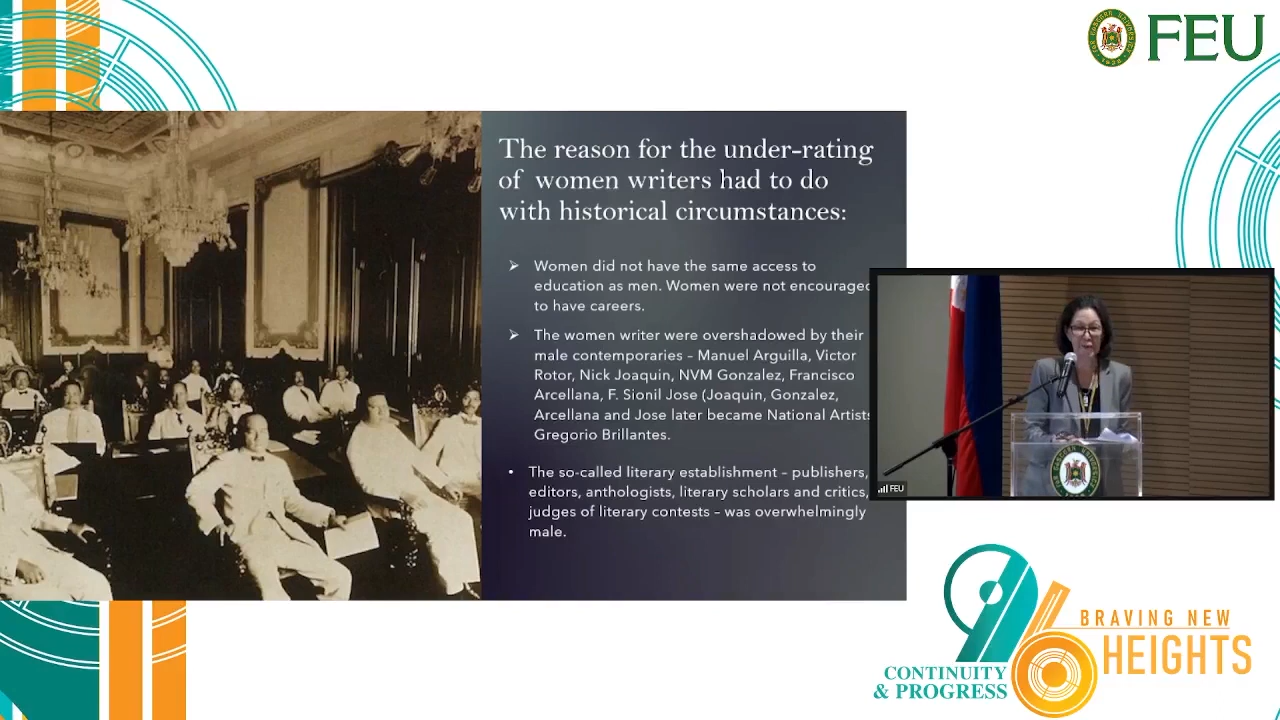 FEU
The reason for the under-rating
of women writers had to do
with historical circumstances:
Women did not have the same access to
education as men. Women were not encouraged
to have careers.
The women writer were overshadowed by their
male contemporaries – Manuel Arguilla, Victor
Rotor, Nick Joaquin, NVM Gonzalez, Francisco
Arcellana, F. Sionil Jose (Joaquin, Gonzalez,
Arcellana and Jose later became National Artists
Gregorio Brillantes.
• The so-called literary establishment – publishers,
editors, anthologists, literary scholars and critics,
judges of literary contests – was overwhelmingly
male.
FEU
96
BRAVING NEW
HEIGHTS
CONTINUITY
& PROGRESS